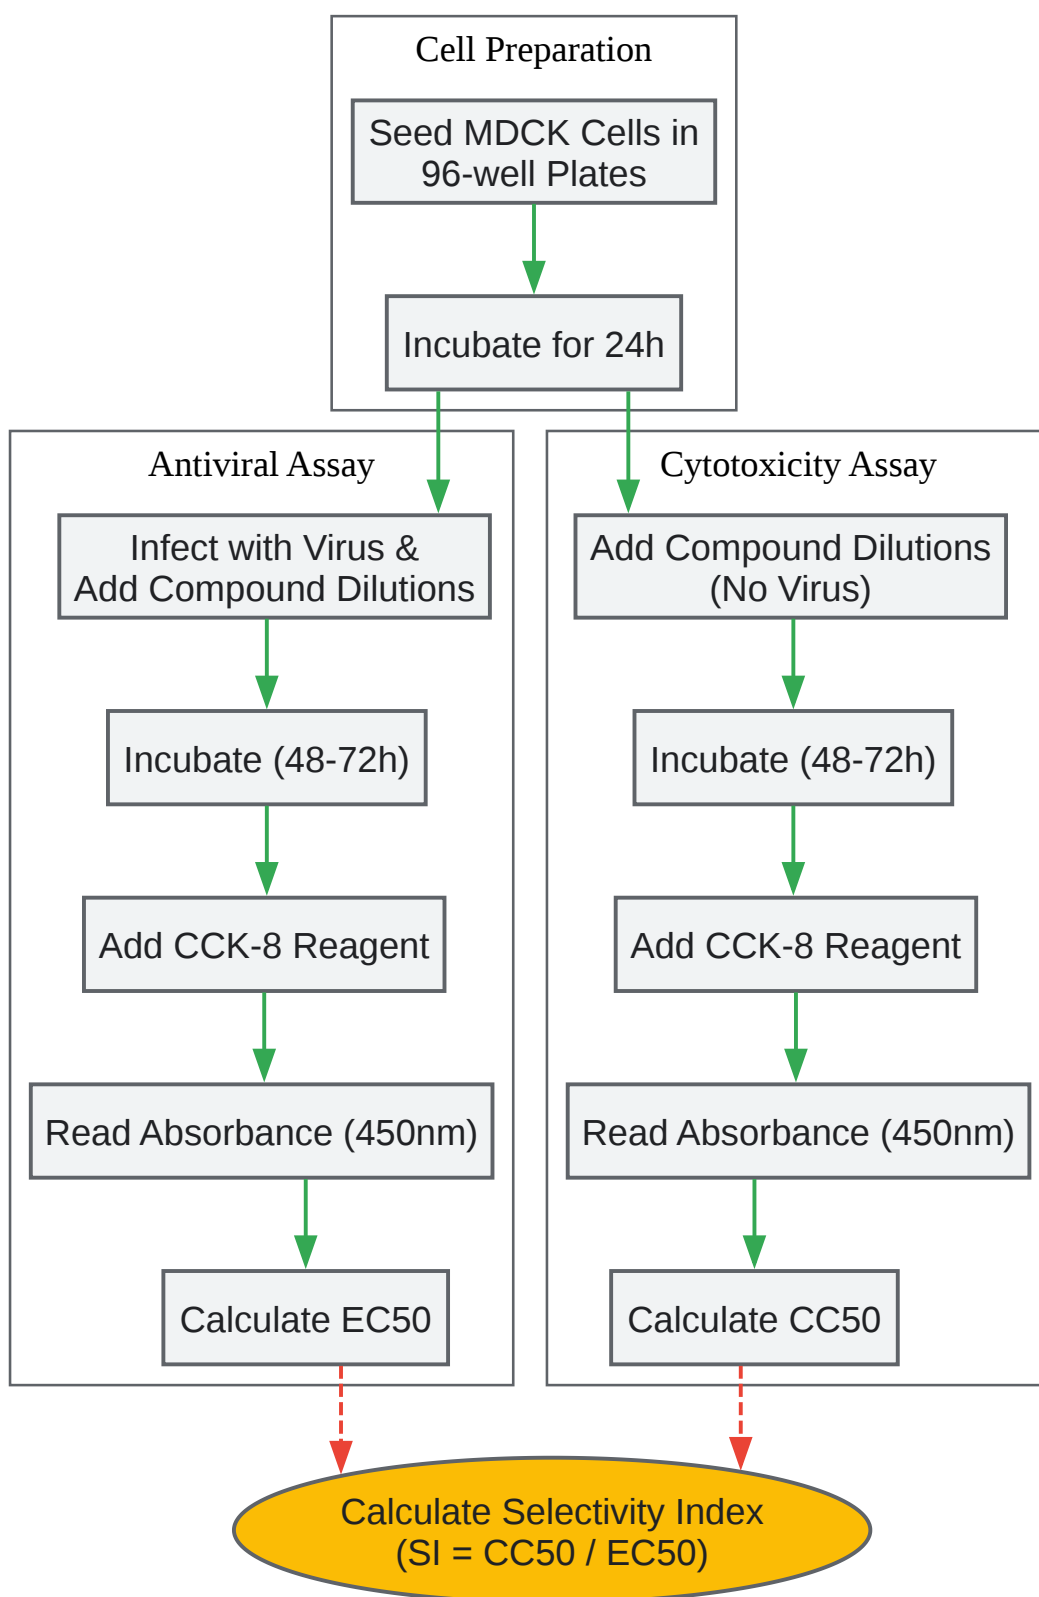 Cell Preparation
Seed MDCK Cells in
96-well Plates
Incubate for 24h
Antiviral Assay
Infect with Virus &
Add Compound Dilutions
Incubate (48-72h)
Add CCK-8 Reagent
Read Absorbance (450nm)
Calculate EC50
Cytotoxicity Assay
Add Compound Dilutions
(No Virus)
Incubate (48-72h)
Add CCK-8 Reagent
Read Absorbance (450nm)
Calculate CC50
Calculate Selectivity Index
(SI = CC50 / EC50)